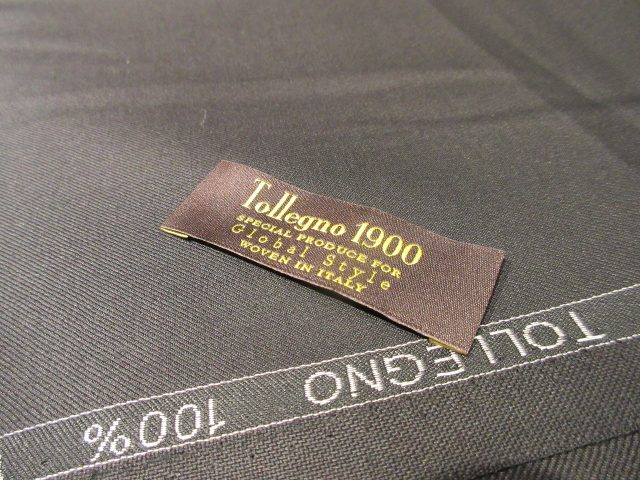 Tollegno 1900
SPECIAL PRODUCE FOR
Global Style
WOVEN IN ITALY
TOLLEGNO 100%